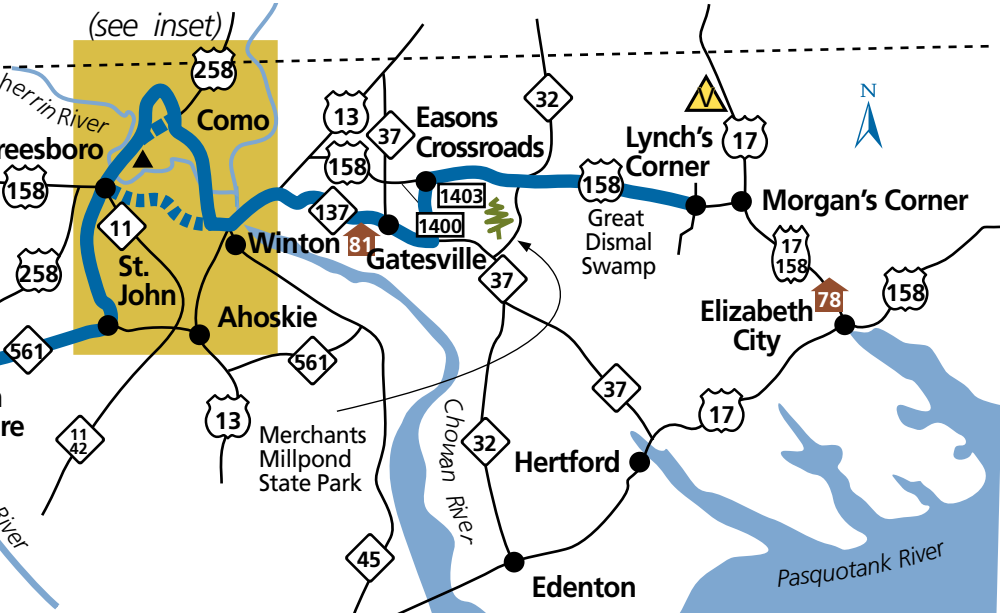 (see inset)
258
herrin River
Como
13
37
32
Easons
Crossroads
Lynch's
Corner
V
17
N
reesboro
158
158
1403
158
Morgan's Corner
11
137
1400
Great
Dismal
Swamp
17
158
Winton
81
Gatesville
258
St.
John
37
78
158
Elizabeth
City
Ahoskie
561
561
37
17
re
11
42
13
Merchants
Millpond
State Park
Chowan River
32
Hertford
River
45
Edenton
Pasquotank River